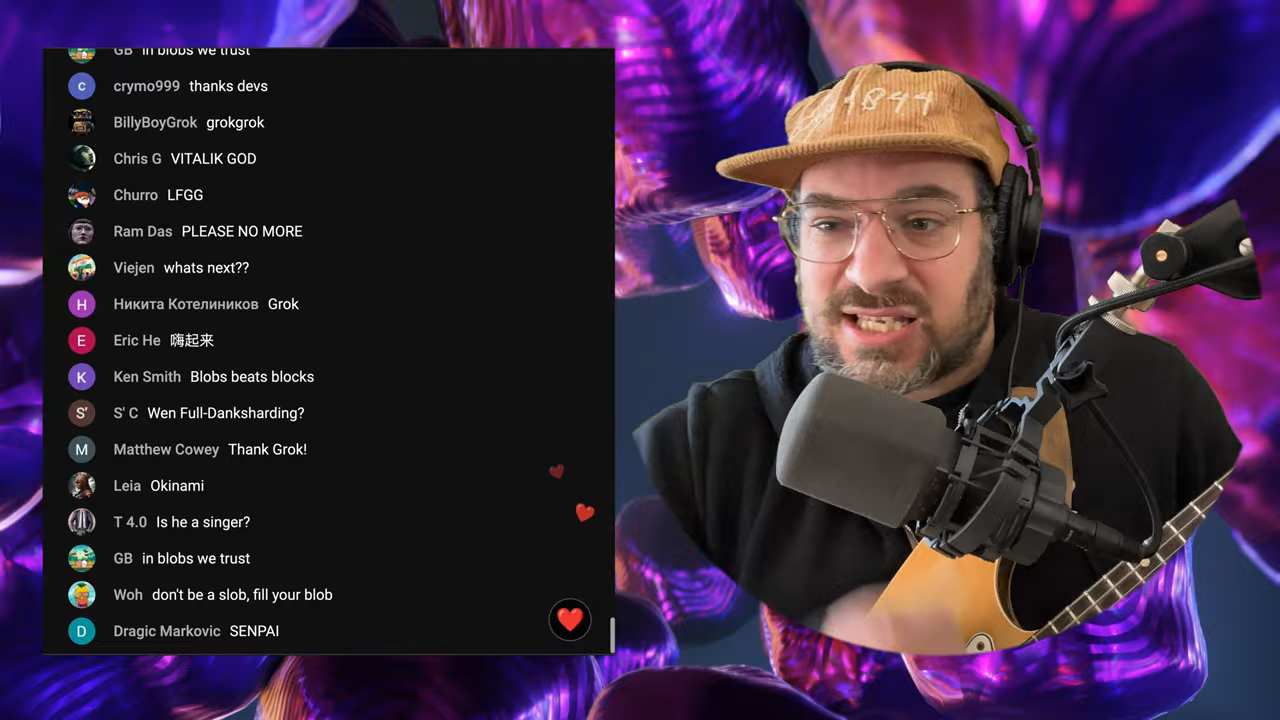 GB in blobs we trust
C crymo999 thanks devs
BillyBoyGrok grokgrok
Chris G VITALIK GOD
Churro LFGG
Ram Das PLEASE NO MORE
Viejen whats next??
Н Никита Котелиников Grok
E Eric He 嗨起来
K Ken Smith Blobs beats blocks
S' S' C Wen Full-Danksharding?
M Matthew Cowey Thank Grok!
Leia Okinami
T 4.0 Is he a singer?
GB in blobs we trust
Woh don't be a slob, fill your blob
D Dragic Markovic SENPAI
4844